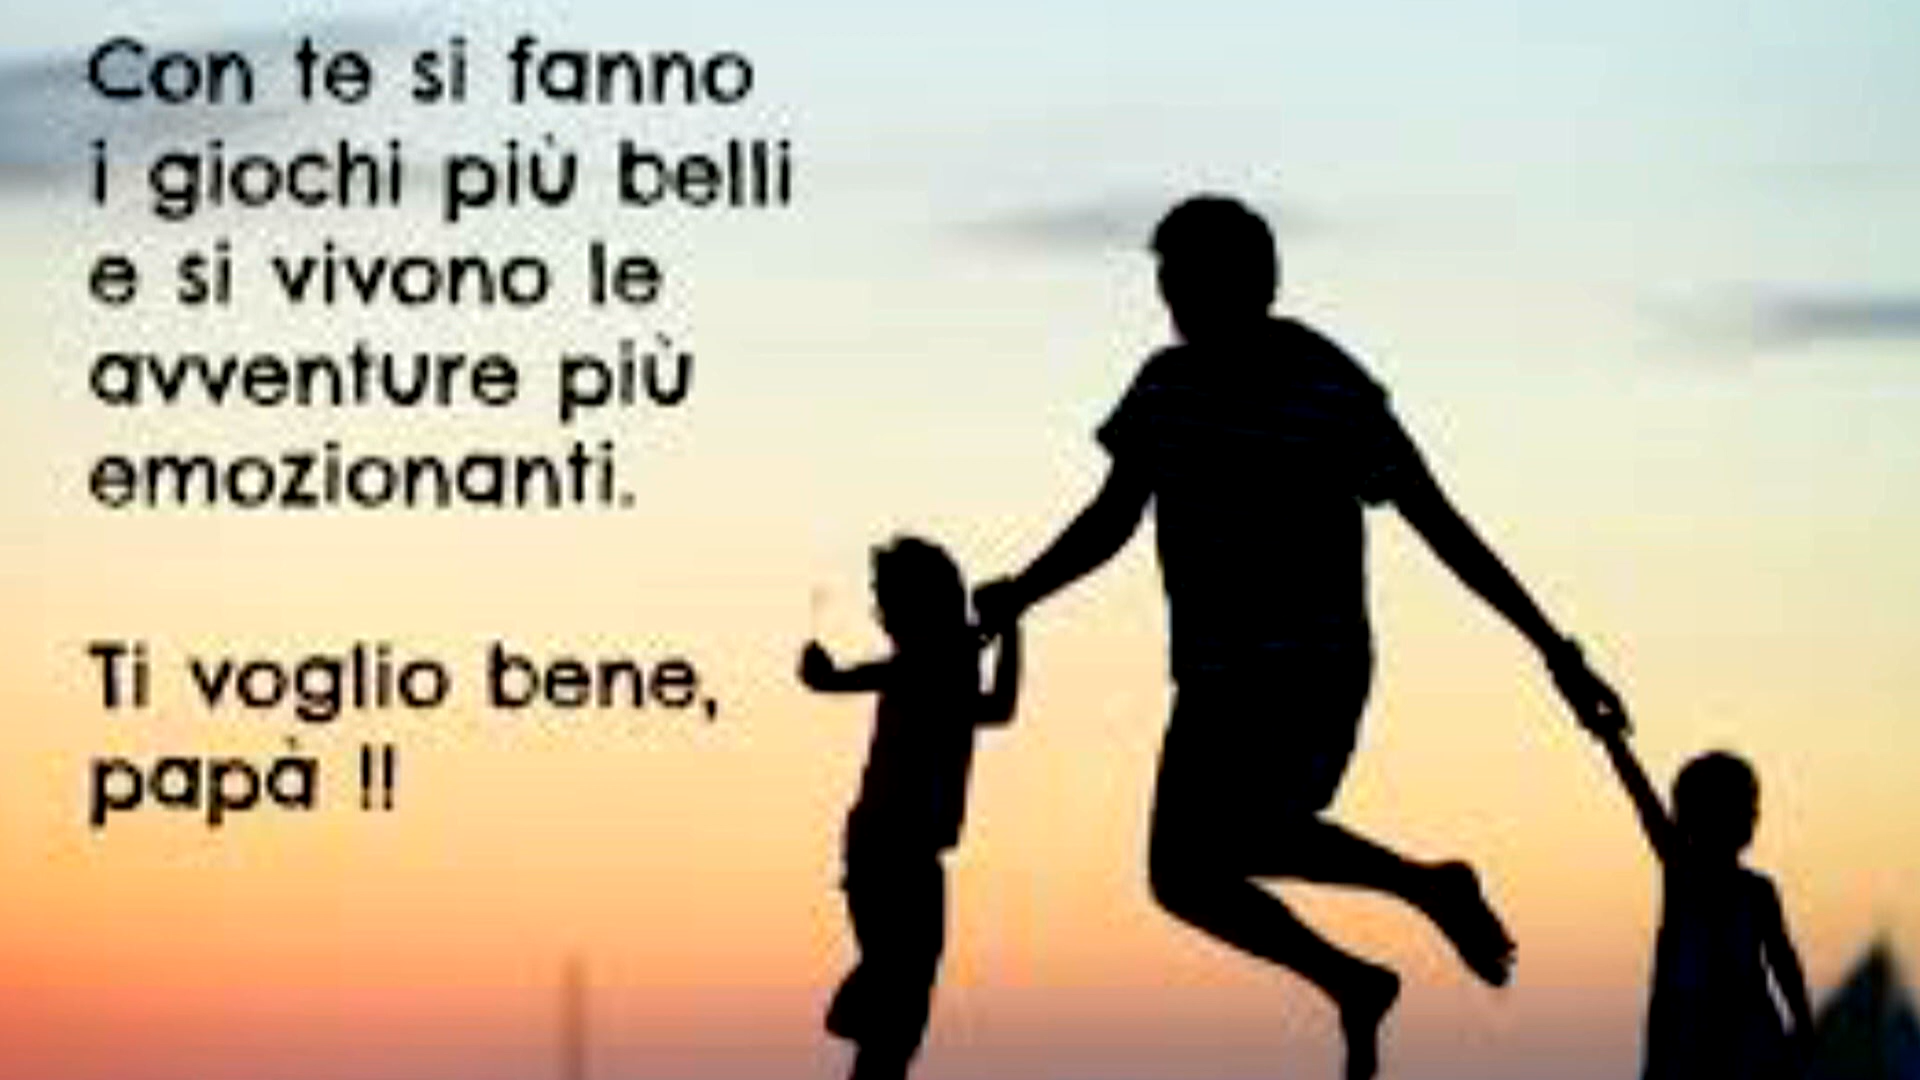 Con te si fanno
i giochi più belli
e si vivono le
avventure più
emozionanti.
Ti voglio bene,
papà !!